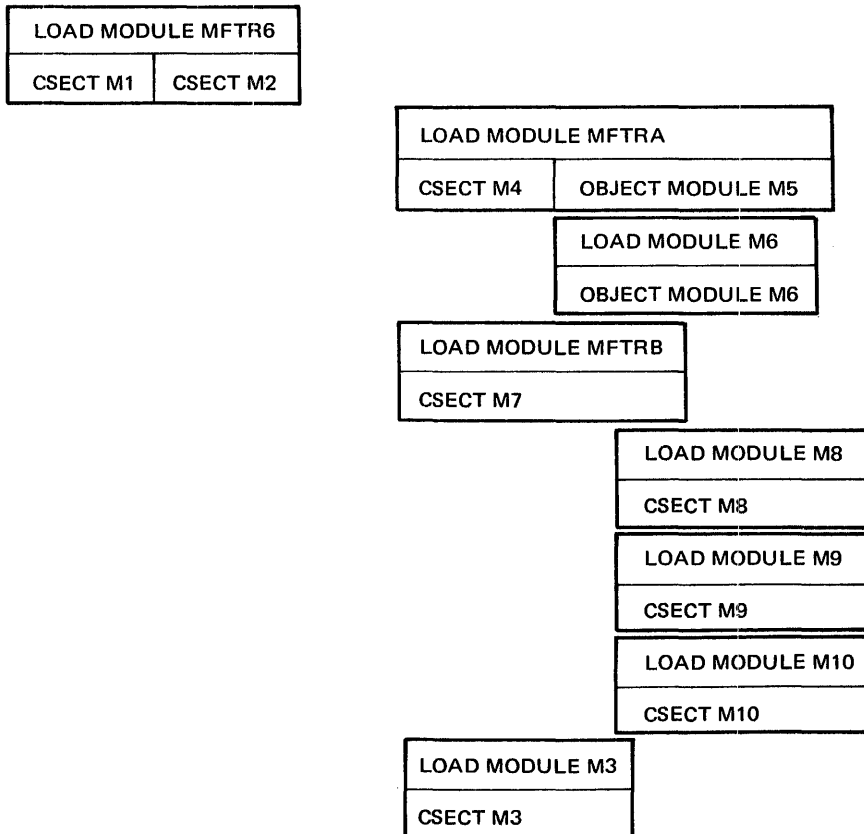 LOAD MODULE MFTR6
CSECT M1 CSECT M2
LOAD MODULE MFTRA
CSECT M4 OBJECT MODULE M5
LOAD MODULE M6
OBJECT MODULE M6
LOAD MODULE MFTRB
CSECT M7
LOAD MODULE M8
CSECT M8
LOAD MODULE M9
CSECT M9
LOAD MODULE M10
CSECT M10
LOAD MODULE M3
CSECT M3